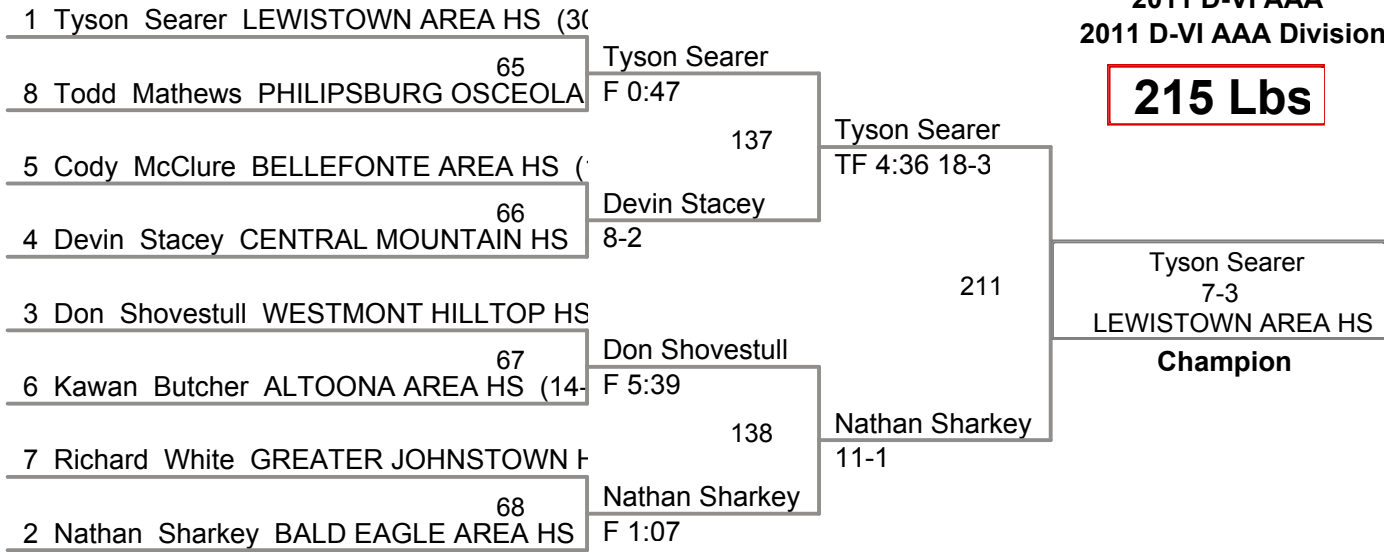 2011 D-VI AAA
2011 D-VI AAA Division
215 Lbs
1 Tyson Searer LEWISTOWN AREA HS (30
65
8 Todd Mathews PHILIPSBURG OSCEOLA
5 Cody McClure BELLEFONTE AREA HS (
66
4 Devin Stacey CENTRAL MOUNTAIN HS
3 Don Shovestull WESTMONT HILLTOP HS
67
6 Kawan Butcher ALTOONA AREA HS (14-
7 Richard White GREATER JOHNSTOWN H
68
2 Nathan Sharkey BALD EAGLE AREA HS
Tyson Searer
F 0:47
137
Devin Stacey
8-2
Don Shovestull
F 5:39
138
Nathan Sharkey
F 1:07
Tyson Searer
TF 4:36 18-3
211
Nathan Sharkey
11-1
Tyson Searer
7-3
LEWISTOWN AREA HS
Champion